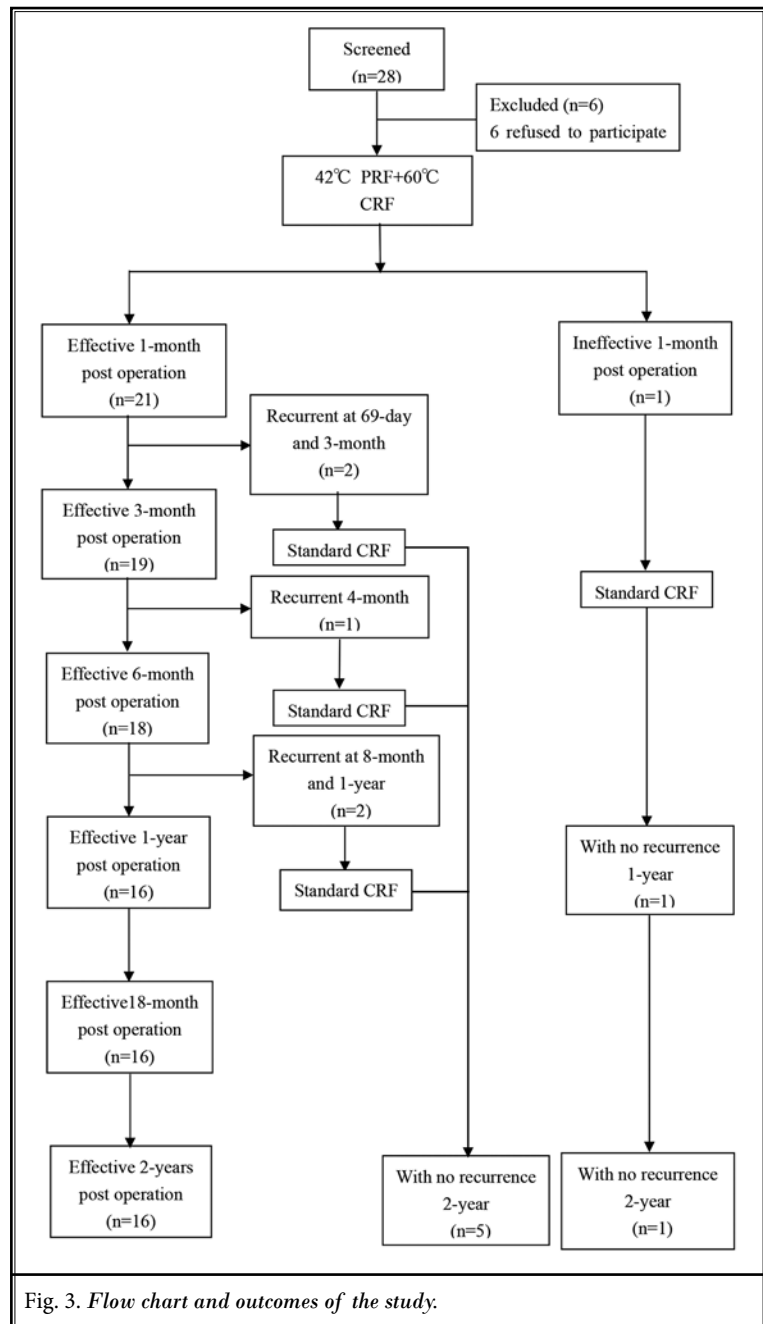 Screened
(n=28)
Excluded (n=6)
6 refused to participate
42℃ PRF+60℃
CRF
Effective 1-month
post operation
(n=21)
Ineffective 1-month
post operation
(n=1)
Recurrent at 69-day
and 3-month
(n=2)
Effective 3-month
post operation
(n=19)
Standard CRF
Standard CRF
Recurrent 4-month
(n=1)
Effective 6-month
post operation
(n=18)
Standard CRF
Recurrent at 8-month
and 1-year
(n=2)
Effective 1-year
post operation
(n=16)
Standard CRF
With no recurrence
1-year
(n=1)
Effective18-month
post operation
(n=16)
Effective 2-years
post operation
(n=16)
With no recurrence
2-year
(n=5)
With no recurrence
2-year
(n=1)
Fig. 3. Flow chart and outcomes of the study.